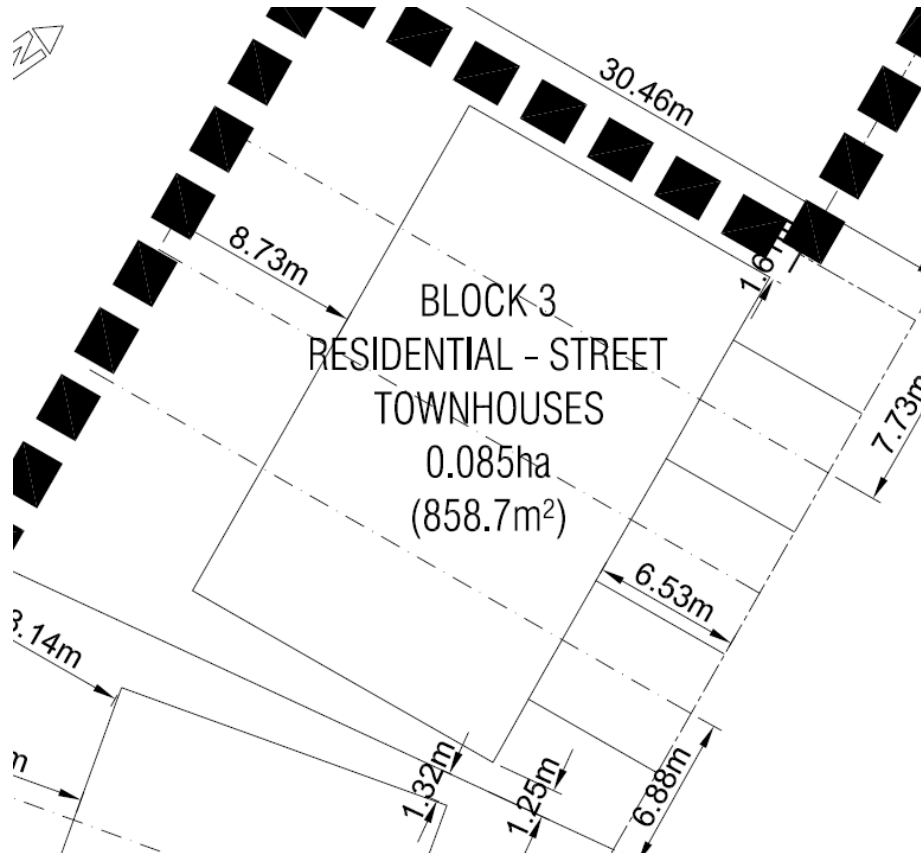 N
30.46m
8.73m
BLOCK 3
RESIDENTIAL - STREET
TOWNHOUSES
0.085ha
(858.7m²)
7.73m
6.53m
1.32m
1.25m
6.88m